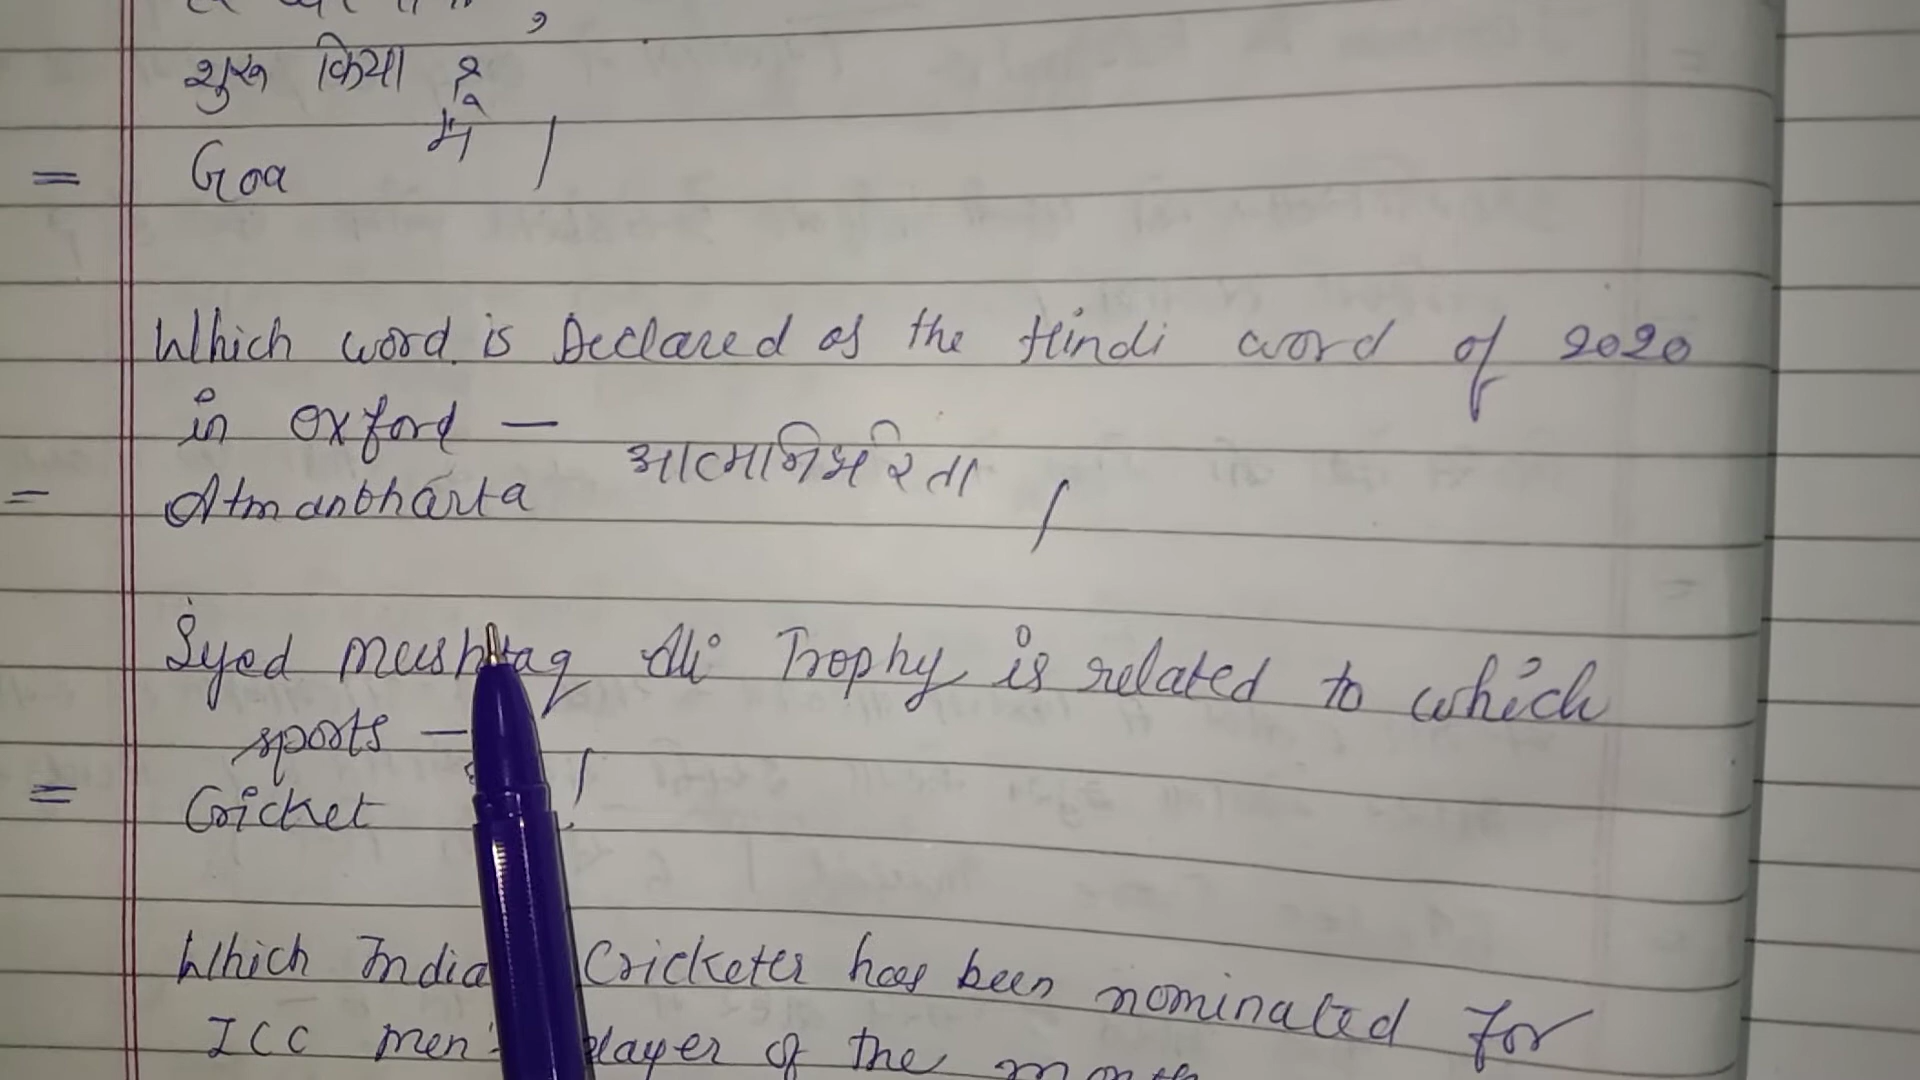 शुरू किया है
में।
= Goa
Which word is Declared as the Hindi word of 2020
in oxford —
आत्मानिर्भरता
= Atmanbharta |
Syed mushtaq Ali Trophy is related to which
sports —
= Cricket |
Which India Cricketer has been nominated for
ICC men's player of the month